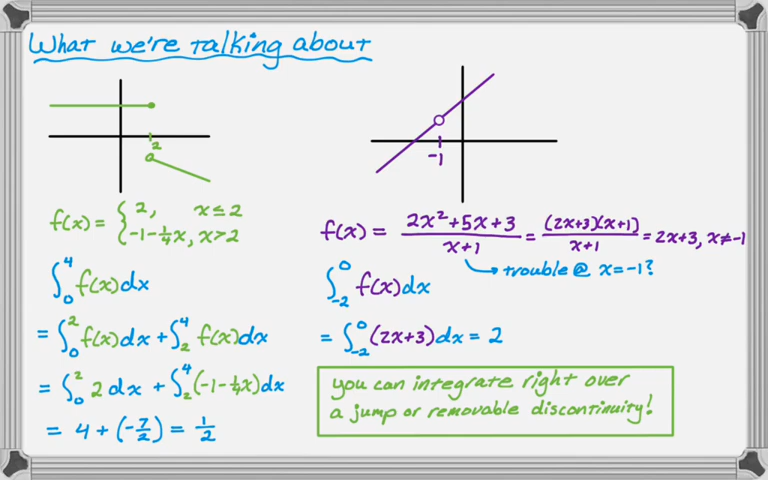 What we're talking about
2
-1
f(x) = { 2, x ≤ 2
-1 - ¼x, x > 2
f(x) = (2x² + 5x + 3)/(x + 1) = (2x+3)(x+1)/(x+1) = 2x+3, x ≠ -1
trouble @ x = -1?
∫₀⁴ f(x)dx
= ∫₀² f(x)dx + ∫₂⁴ f(x)dx
= ∫₀² 2 dx + ∫₂⁴ (-1 - ¼x)dx
= 4 + (-7/2) = 1/2
∫₋₂⁰ f(x)dx
= ∫₋₂⁰ (2x+3)dx = 2
you can integrate right over
a jump or removable discontinuity!